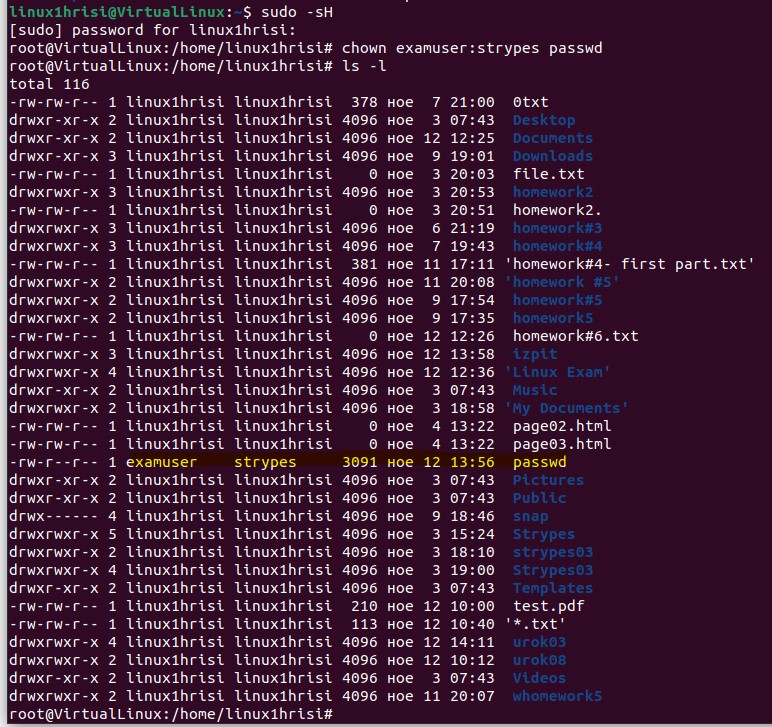 linux1hrisi@VirtualLinux:~$ sudo -sH
[sudo] password for linux1hrisi:
root@VirtualLinux:/home/linux1hrisi# chown examuser:strypes passwd
root@VirtualLinux:/home/linux1hrisi# ls -l
total 116
-rw-rw-r-- 1 linux1hrisi linux1hrisi  378 ное  7 21:00  0txt
drwxr-xr-x 2 linux1hrisi linux1hrisi 4096 ное  3 07:43  Desktop
drwxr-xr-x 2 linux1hrisi linux1hrisi 4096 ное 12 12:25  Documents
drwxr-xr-x 3 linux1hrisi linux1hrisi 4096 ное  9 19:01  Downloads
-rw-rw-r-- 1 linux1hrisi linux1hrisi    0 ное  3 20:03  file.txt
drwxrwxr-x 3 linux1hrisi linux1hrisi 4096 ное  3 20:53  homework2
-rw-rw-r-- 1 linux1hrisi linux1hrisi    0 ное  3 20:51  homework2.
drwxrwxr-x 3 linux1hrisi linux1hrisi 4096 ное  6 21:19  homework#3
drwxrwxr-x 3 linux1hrisi linux1hrisi 4096 ное  7 19:43  homework#4
-rw-rw-r-- 1 linux1hrisi linux1hrisi  381 ное 11 17:11 'homework#4- first part.txt'
drwxrwxr-x 2 linux1hrisi linux1hrisi 4096 ное 11 20:08 'homework #5'
drwxrwxr-x 2 linux1hrisi linux1hrisi 4096 ное  9 17:54  homework#5
drwxrwxr-x 2 linux1hrisi linux1hrisi 4096 ное  9 17:35  homework5
-rw-rw-r-- 1 linux1hrisi linux1hrisi    0 ное 12 12:26  homework#6.txt
drwxrwxr-x 3 linux1hrisi linux1hrisi 4096 ное 12 13:58  izpit
drwxrwxr-x 4 linux1hrisi linux1hrisi 4096 ное 12 12:36 'Linux Exam'
drwxr-xr-x 2 linux1hrisi linux1hrisi 4096 ное  3 07:43  Music
drwxrwxr-x 2 linux1hrisi linux1hrisi 4096 ное  3 18:58 'My Documents'
-rw-rw-r-- 1 linux1hrisi linux1hrisi    0 ное  4 13:22  page02.html
-rw-rw-r-- 1 linux1hrisi linux1hrisi    0 ное  4 13:22  page03.html
-rw-r--r-- 1 examuser    strypes     3091 ное 12 13:56  passwd
drwxr-xr-x 2 linux1hrisi linux1hrisi 4096 ное  3 07:43  Pictures
drwxr-xr-x 2 linux1hrisi linux1hrisi 4096 ное  3 07:43  Public
drwx------ 4 linux1hrisi linux1hrisi 4096 ное  9 18:46  snap
drwxrwxr-x 5 linux1hrisi linux1hrisi 4096 ное  3 15:24  Strypes
drwxrwxr-x 2 linux1hrisi linux1hrisi 4096 ное  3 18:10  strypes03
drwxrwxr-x 4 linux1hrisi linux1hrisi 4096 ное  3 19:00  Strypes03
drwxr-xr-x 2 linux1hrisi linux1hrisi 4096 ное  3 07:43  Templates
-rw-rw-r-- 1 linux1hrisi linux1hrisi  210 ное 12 10:00  test.pdf
-rw-rw-r-- 1 linux1hrisi linux1hrisi  113 ное 12 10:40 '*.txt'
drwxrwxr-x 4 linux1hrisi linux1hrisi 4096 ное 12 14:11  urok03
drwxrwxr-x 2 linux1hrisi linux1hrisi 4096 ное 12 10:12  urok08
drwxr-xr-x 2 linux1hrisi linux1hrisi 4096 ное  3 07:43  Videos
drwxrwxr-x 2 linux1hrisi linux1hrisi 4096 ное 11 20:07  whomework5
root@VirtualLinux:/home/linux1hrisi#